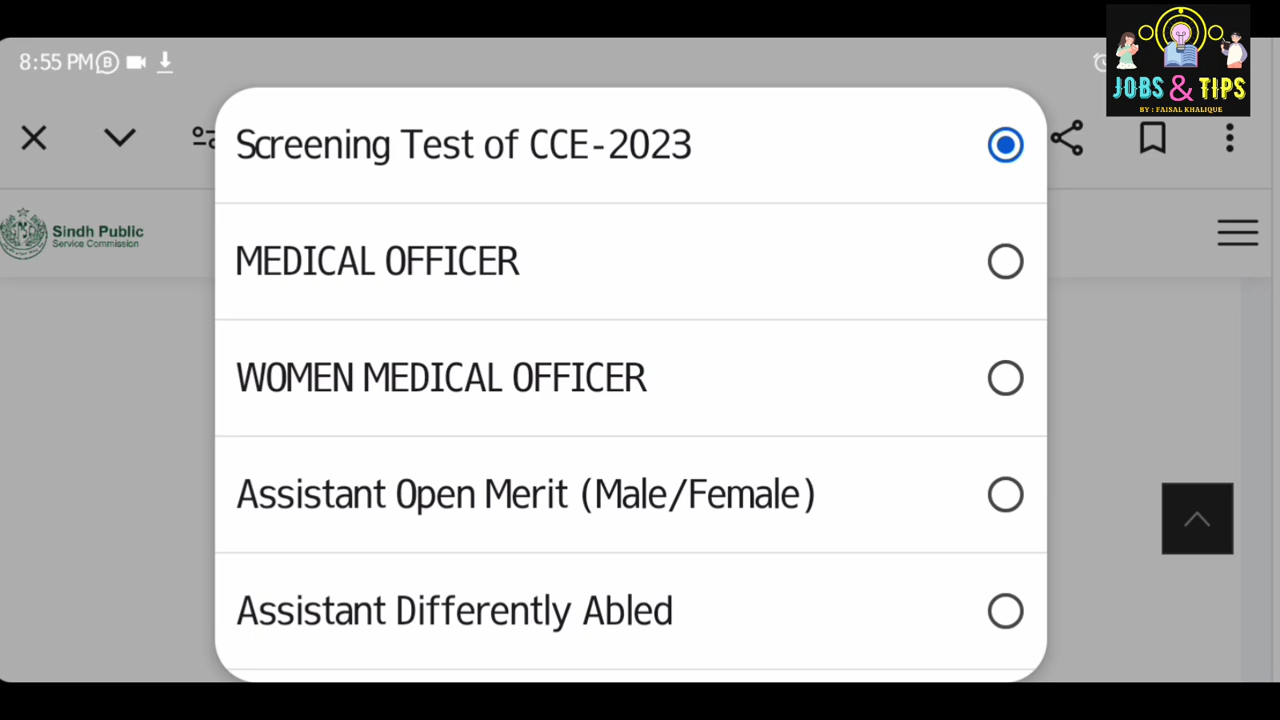 8:55 PM
JOBS & TIPS
BY : FAISAL KHALIQUE
Screening Test of CCE-2023
Sindh Public
Service Commission
MEDICAL OFFICER
WOMEN MEDICAL OFFICER
Assistant Open Merit (Male/Female)
Assistant Differently Abled